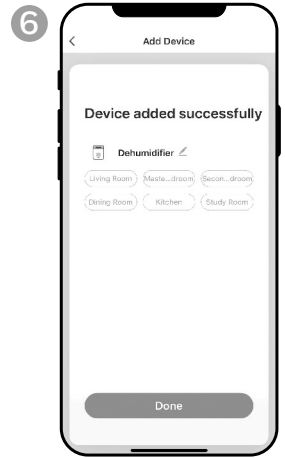 6
Add Device
Device added successfully
Dehumidifier
Living Room Maste...droom Secon...droom
Dining Room Kitchen Study Room
Done